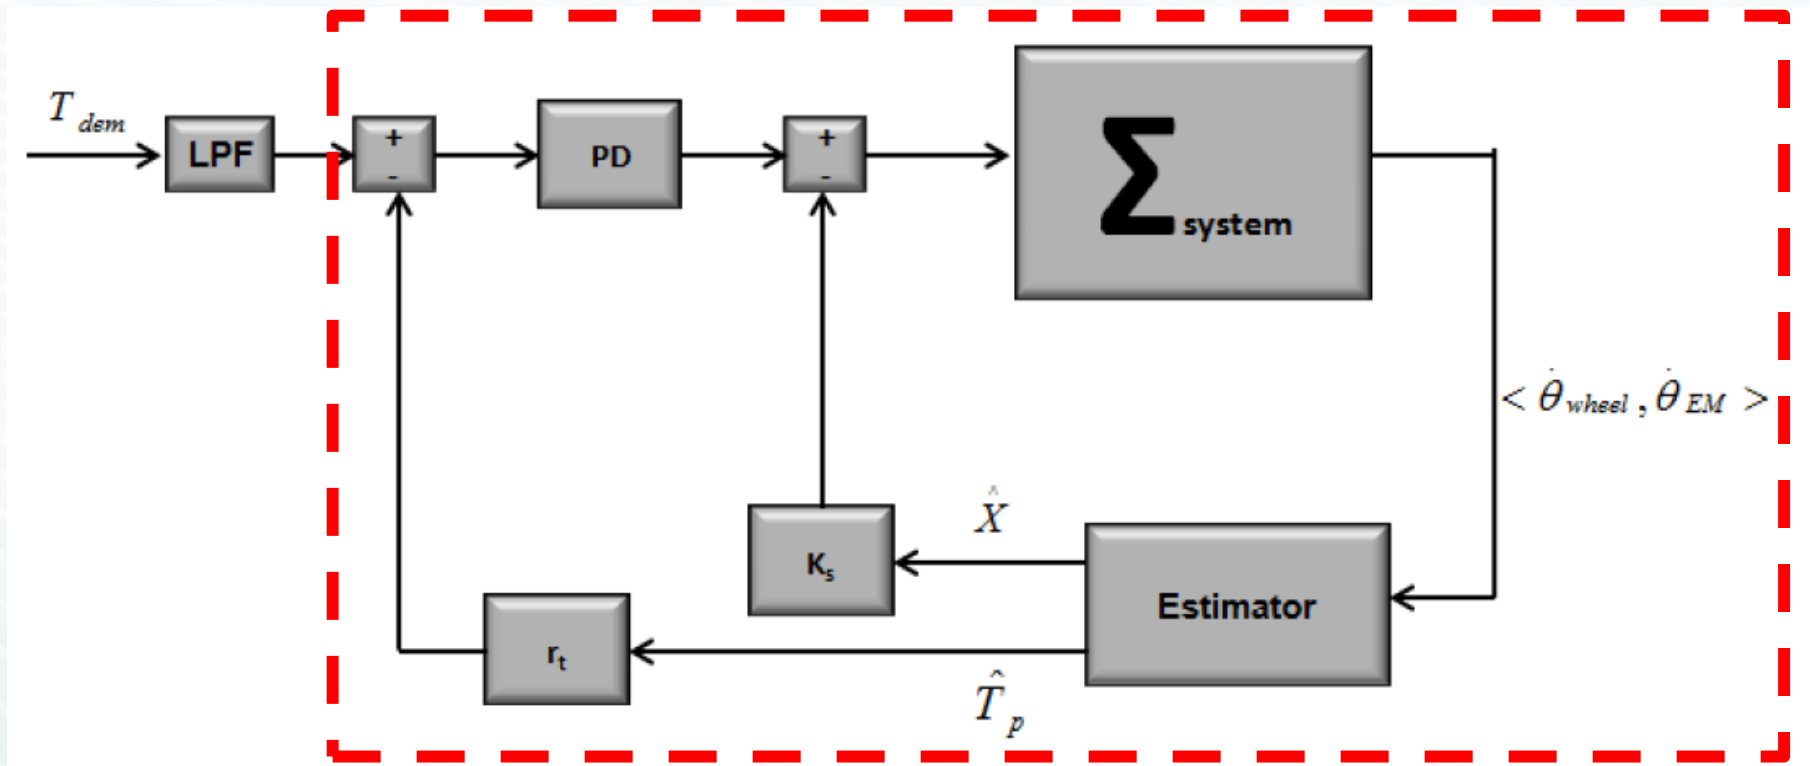 T dem
LPF
+
-
PD
+
-
Σ system
< θ̇ wheel , θ̇ EM >
X̂
Ks
Estimator
rt
T̂ p